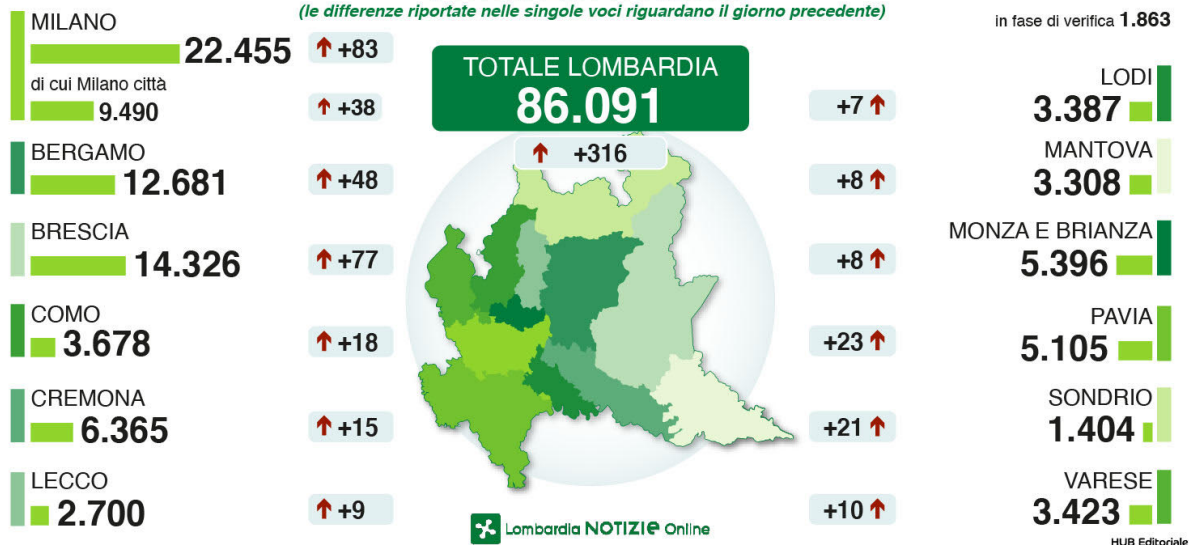 (le differenze riportate nelle singole voci riguardano il giorno precedente)
in fase di verifica 1.863
MILANO
22.455
+83
di cui Milano città
9.490
+38
BERGAMO
12.681
+48
BRESCIA
14.326
+77
COMO
3.678
+18
CREMONA
6.365
+15
LECCO
2.700
+9
TOTALE LOMBARDIA
86.091
+316
LODI
+7
3.387
MANTOVA
+8
3.308
MONZA E BRIANZA
+8
5.396
PAVIA
+23
5.105
SONDRIO
+21
1.404
VARESE
+10
3.423
Lombardia NOTIZIE Online
HUB Editoriale